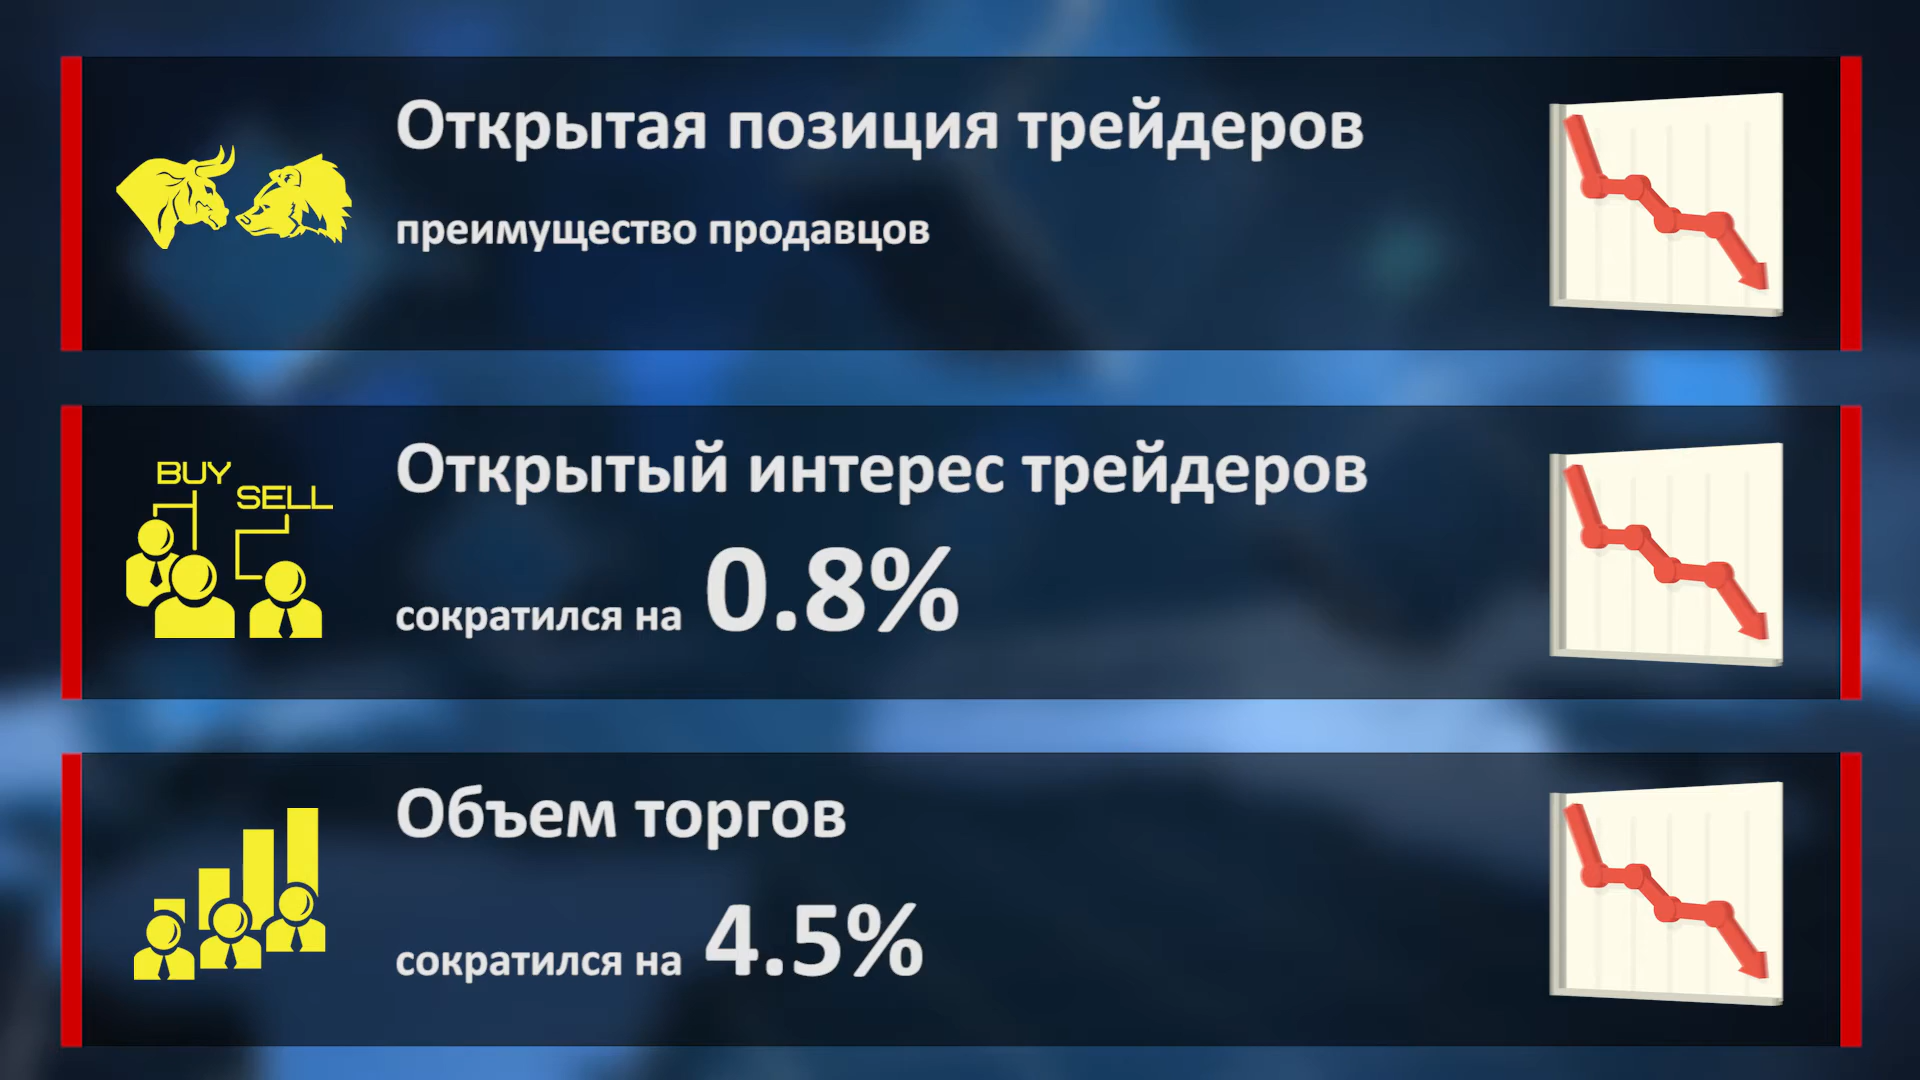 Открытая позиция трейдеров
преимущество продавцов
BUY
SELL
Открытый интерес трейдеров
сократился на 0.8%
Объем торгов
сократился на 4.5%